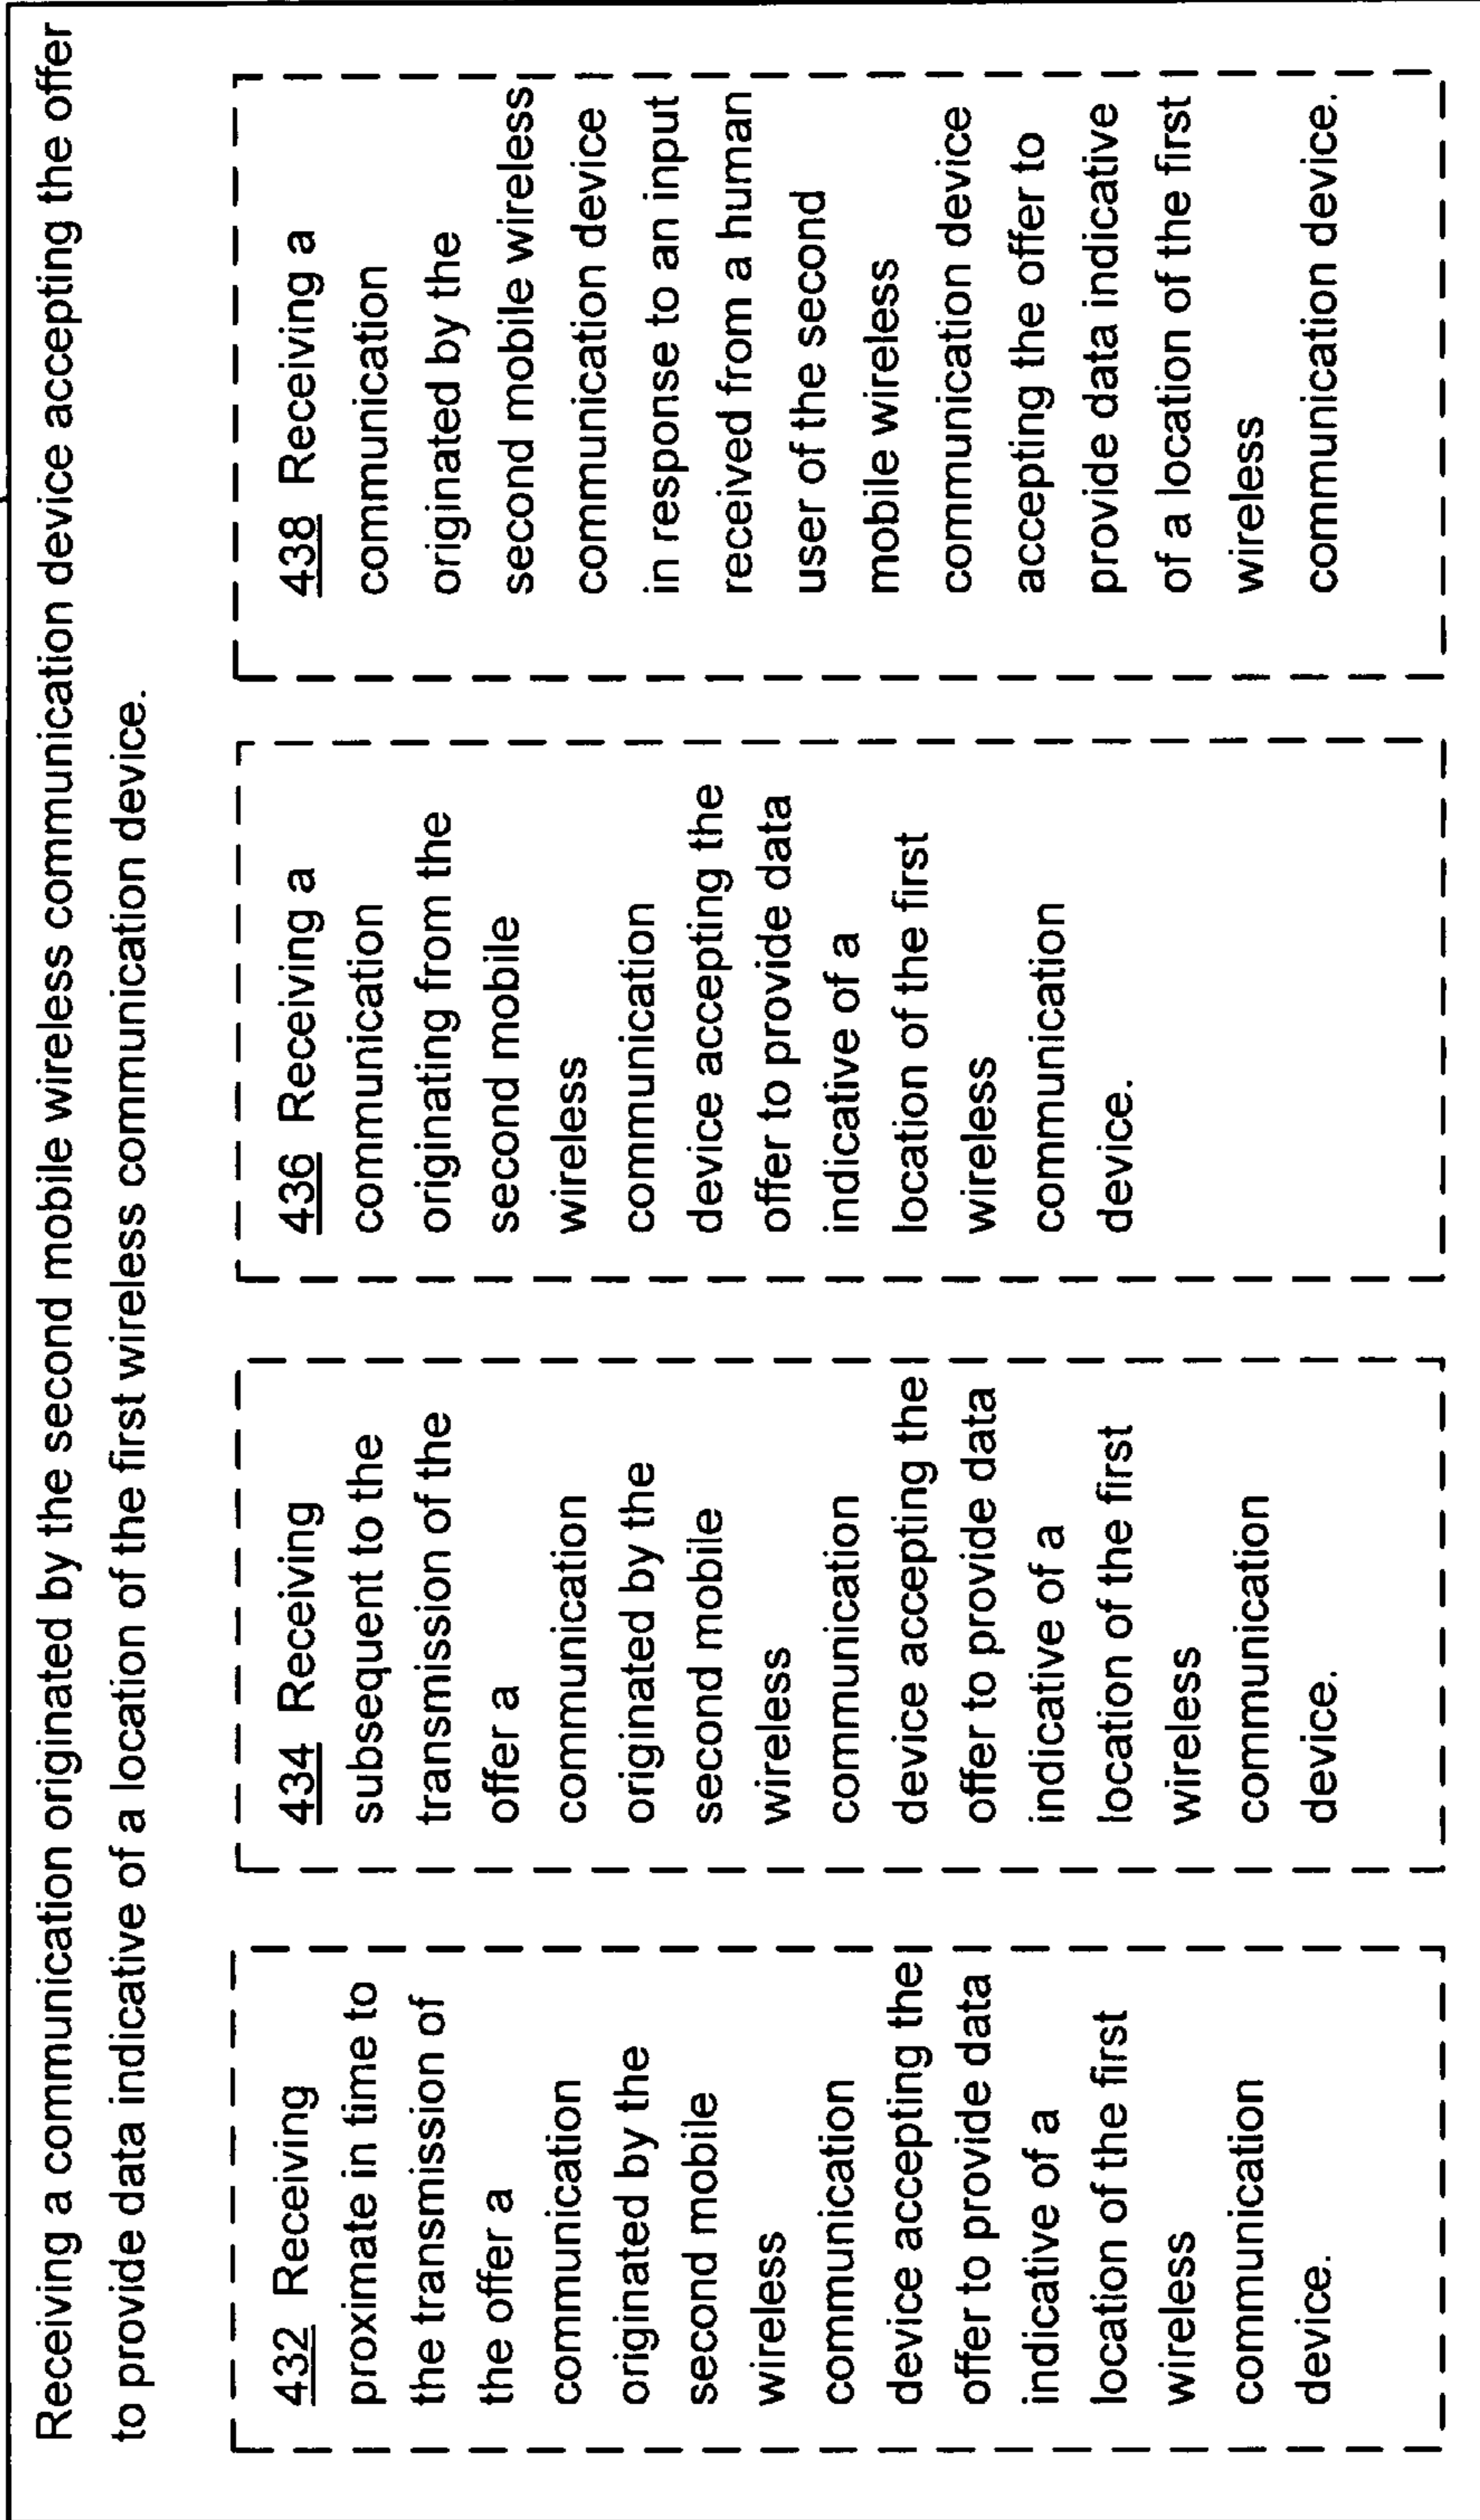 Receiving a communication originated by the second mobile wireless communication device accepting the offer
to provide data indicative of a location of the first wireless communication device.
432 Receiving
proximate in time to
the transmission of
the offer a
communication
originated by the
second mobile
wireless
communication
device accepting the
offer to provide data
indicative of a
location of the first
wireless
communication
device.
434 Receiving
subsequent to the
transmission of the
offer a
communication
originated by the
second mobile
wireless
communication
device accepting the
offer to provide data
indicative of a
location of the first
wireless
communication
device.
436 Receiving a
communication
originating from the
second mobile
wireless
communication
device accepting the
offer to provide data
indicative of a
location of the first
wireless
communication
device.
438 Receiving a
communication
originated by the
second mobile wireless
communication device
in response to an input
received from a human
user of the second
mobile wireless
communication device
accepting the offer to
provide data indicative
of a location of the first
wireless
communication device.